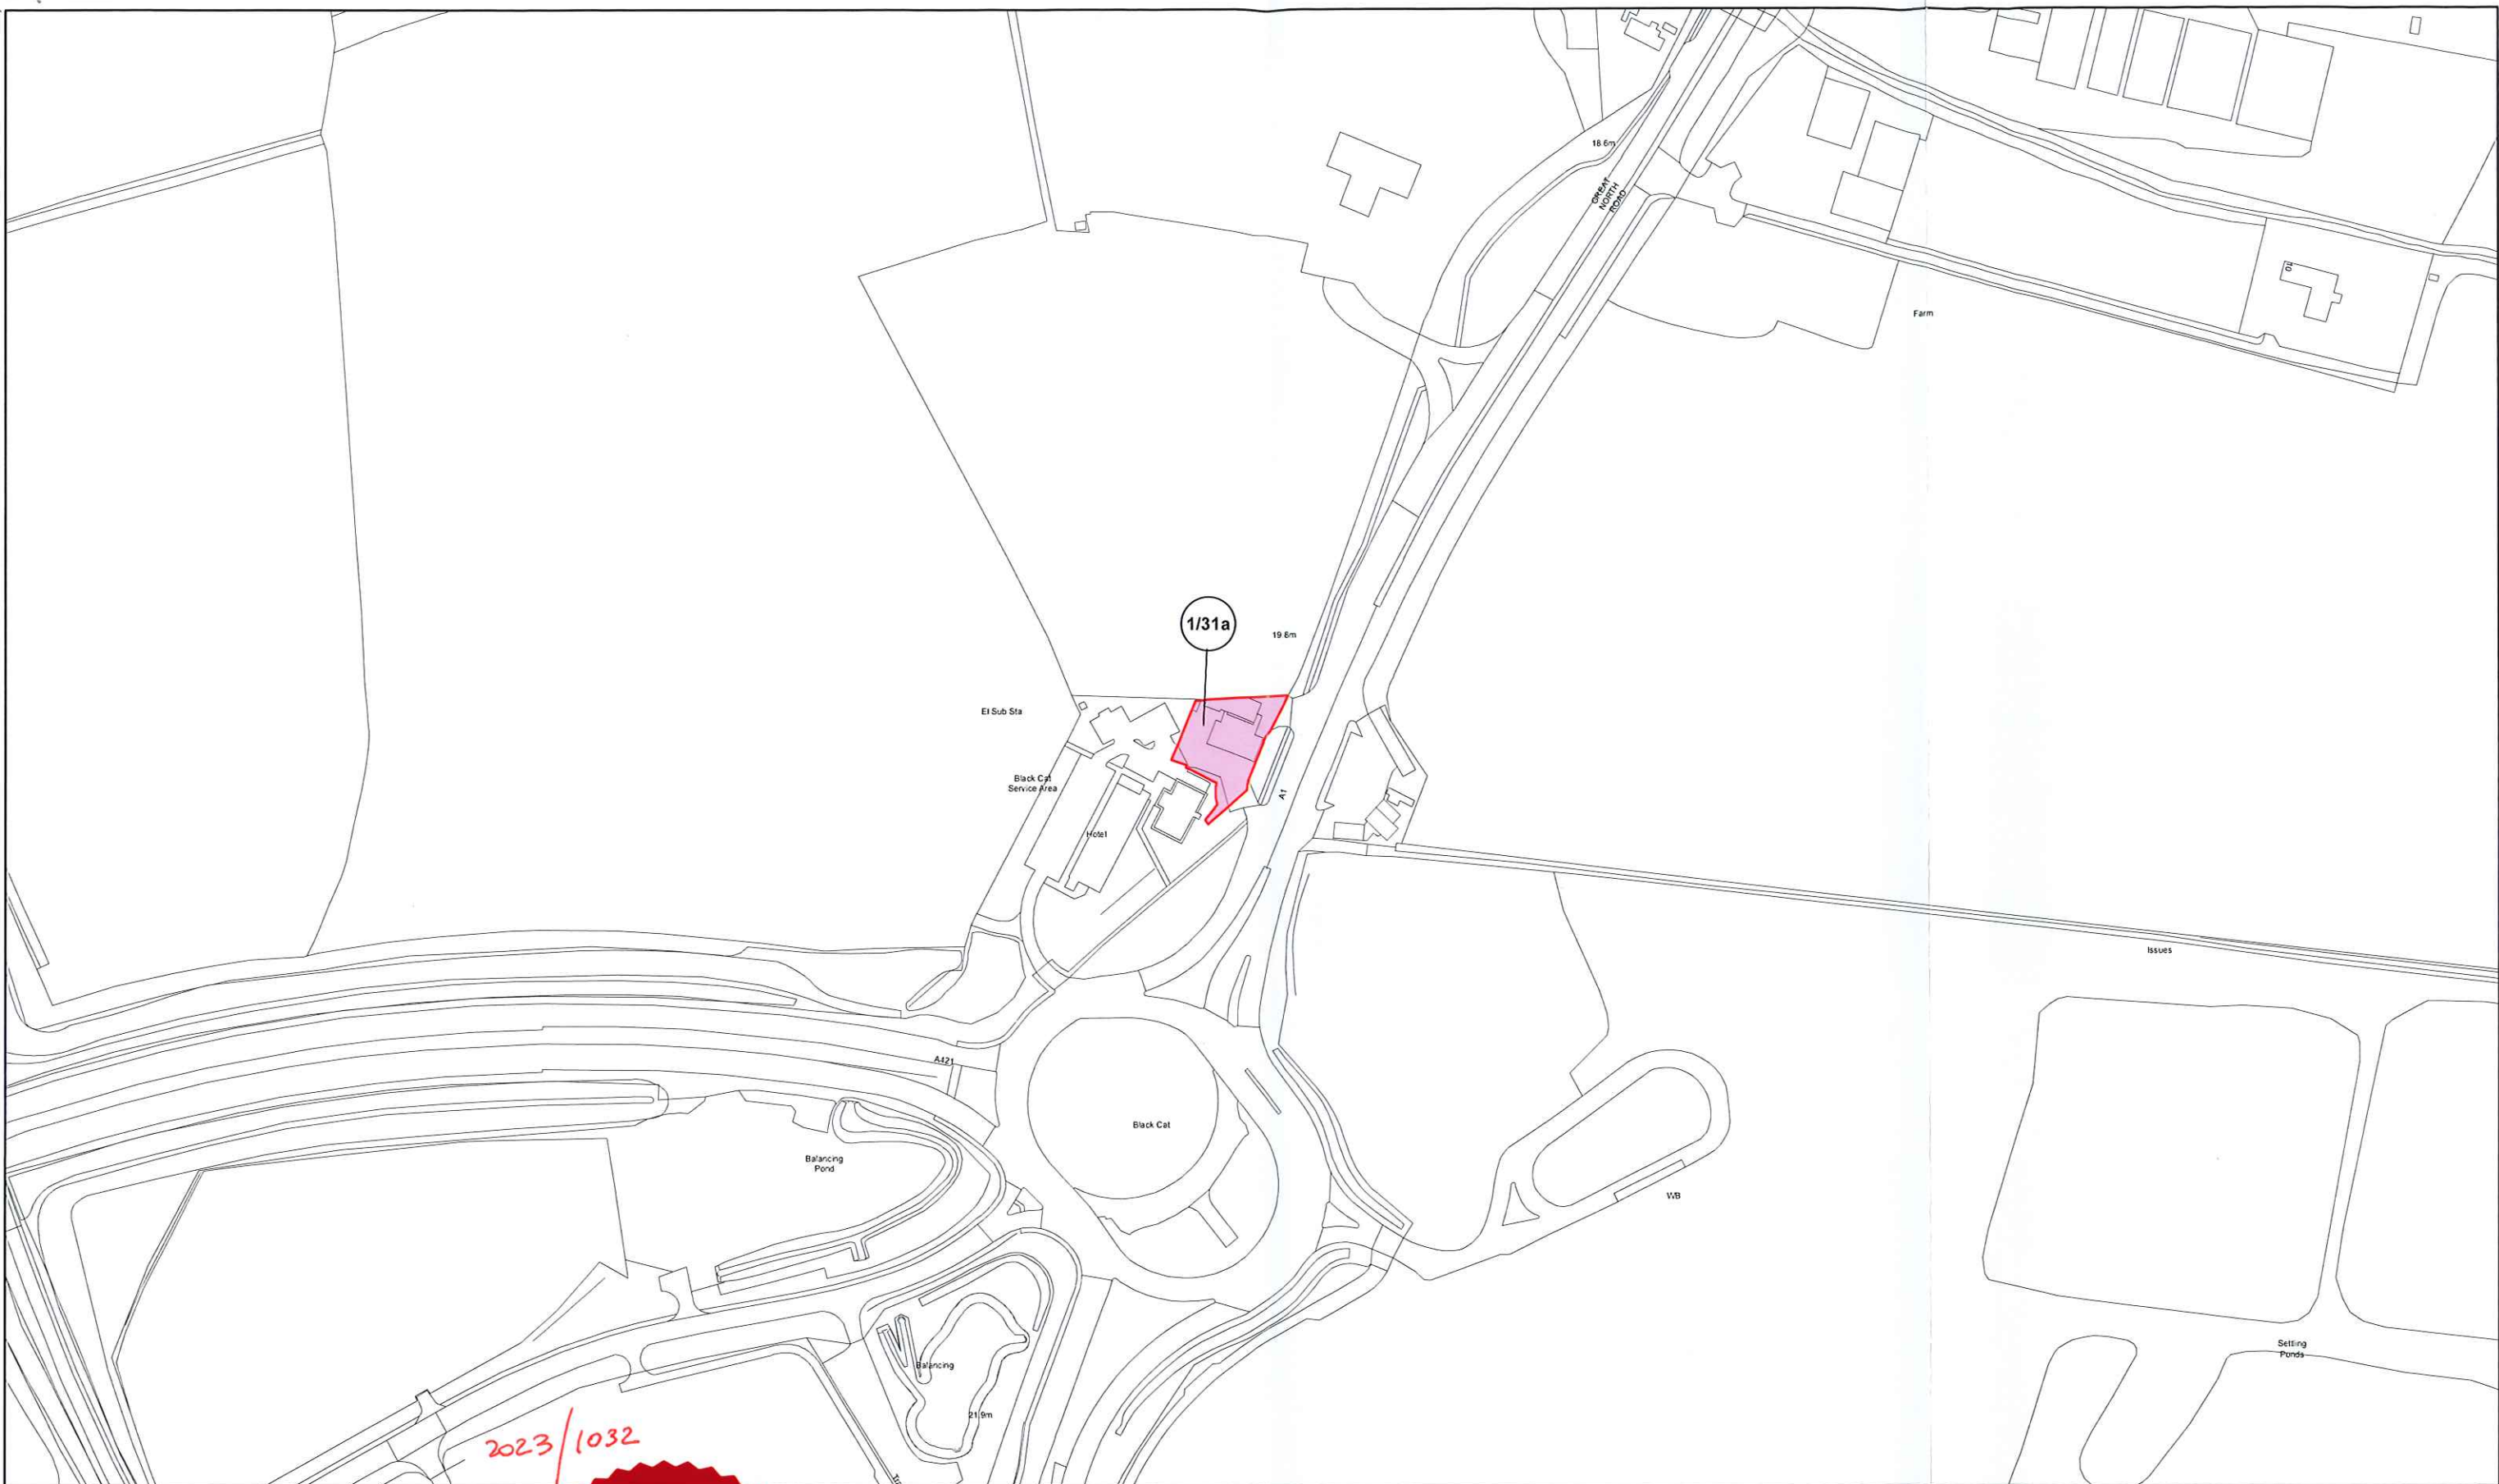 18.6m
GREAT
NORTH
ROAD
10
Farm
1/31a
19.8m
El Sub Sta
Black Cat
Service Area
A1
Hotel
Issues
A421
Black Cat
Balancing
Pond
WB
Settling
Ponds
Balancing
21.9m
2023/1032